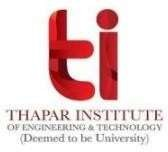 ti
THAPAR INSTITUTE
OF ENGINEERING & TECHNOLOGY
(Deemed to be University)